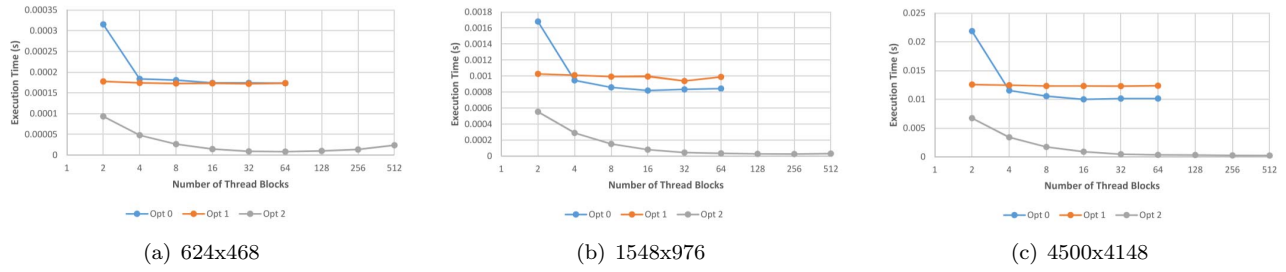 0.00035
0.0003
0.00025
0.0002
0.00015
0.0001
0.00005
0
Execution Time (s)
1 2 4 8 16 32 64 128 256 512
Number of Thread Blocks
Opt 0 Opt 1 Opt 2
(a) 624x468
0.0018
0.0016
0.0014
0.0012
0.0010
0.0008
0.0006
0.0004
0.0002
0
Execution Time (s)
1 2 4 8 16 32 64 128 256 512
Number of Thread Blocks
Opt 0 Opt 1 Opt 2
(b) 1548x976
0.025
0.02
0.015
0.01
0.005
0
Execution Time (s)
1 2 4 8 16 32 64 128 256 512
Number of Thread Blocks
Opt 0 Opt 1 Opt 2
(c) 4500x4148